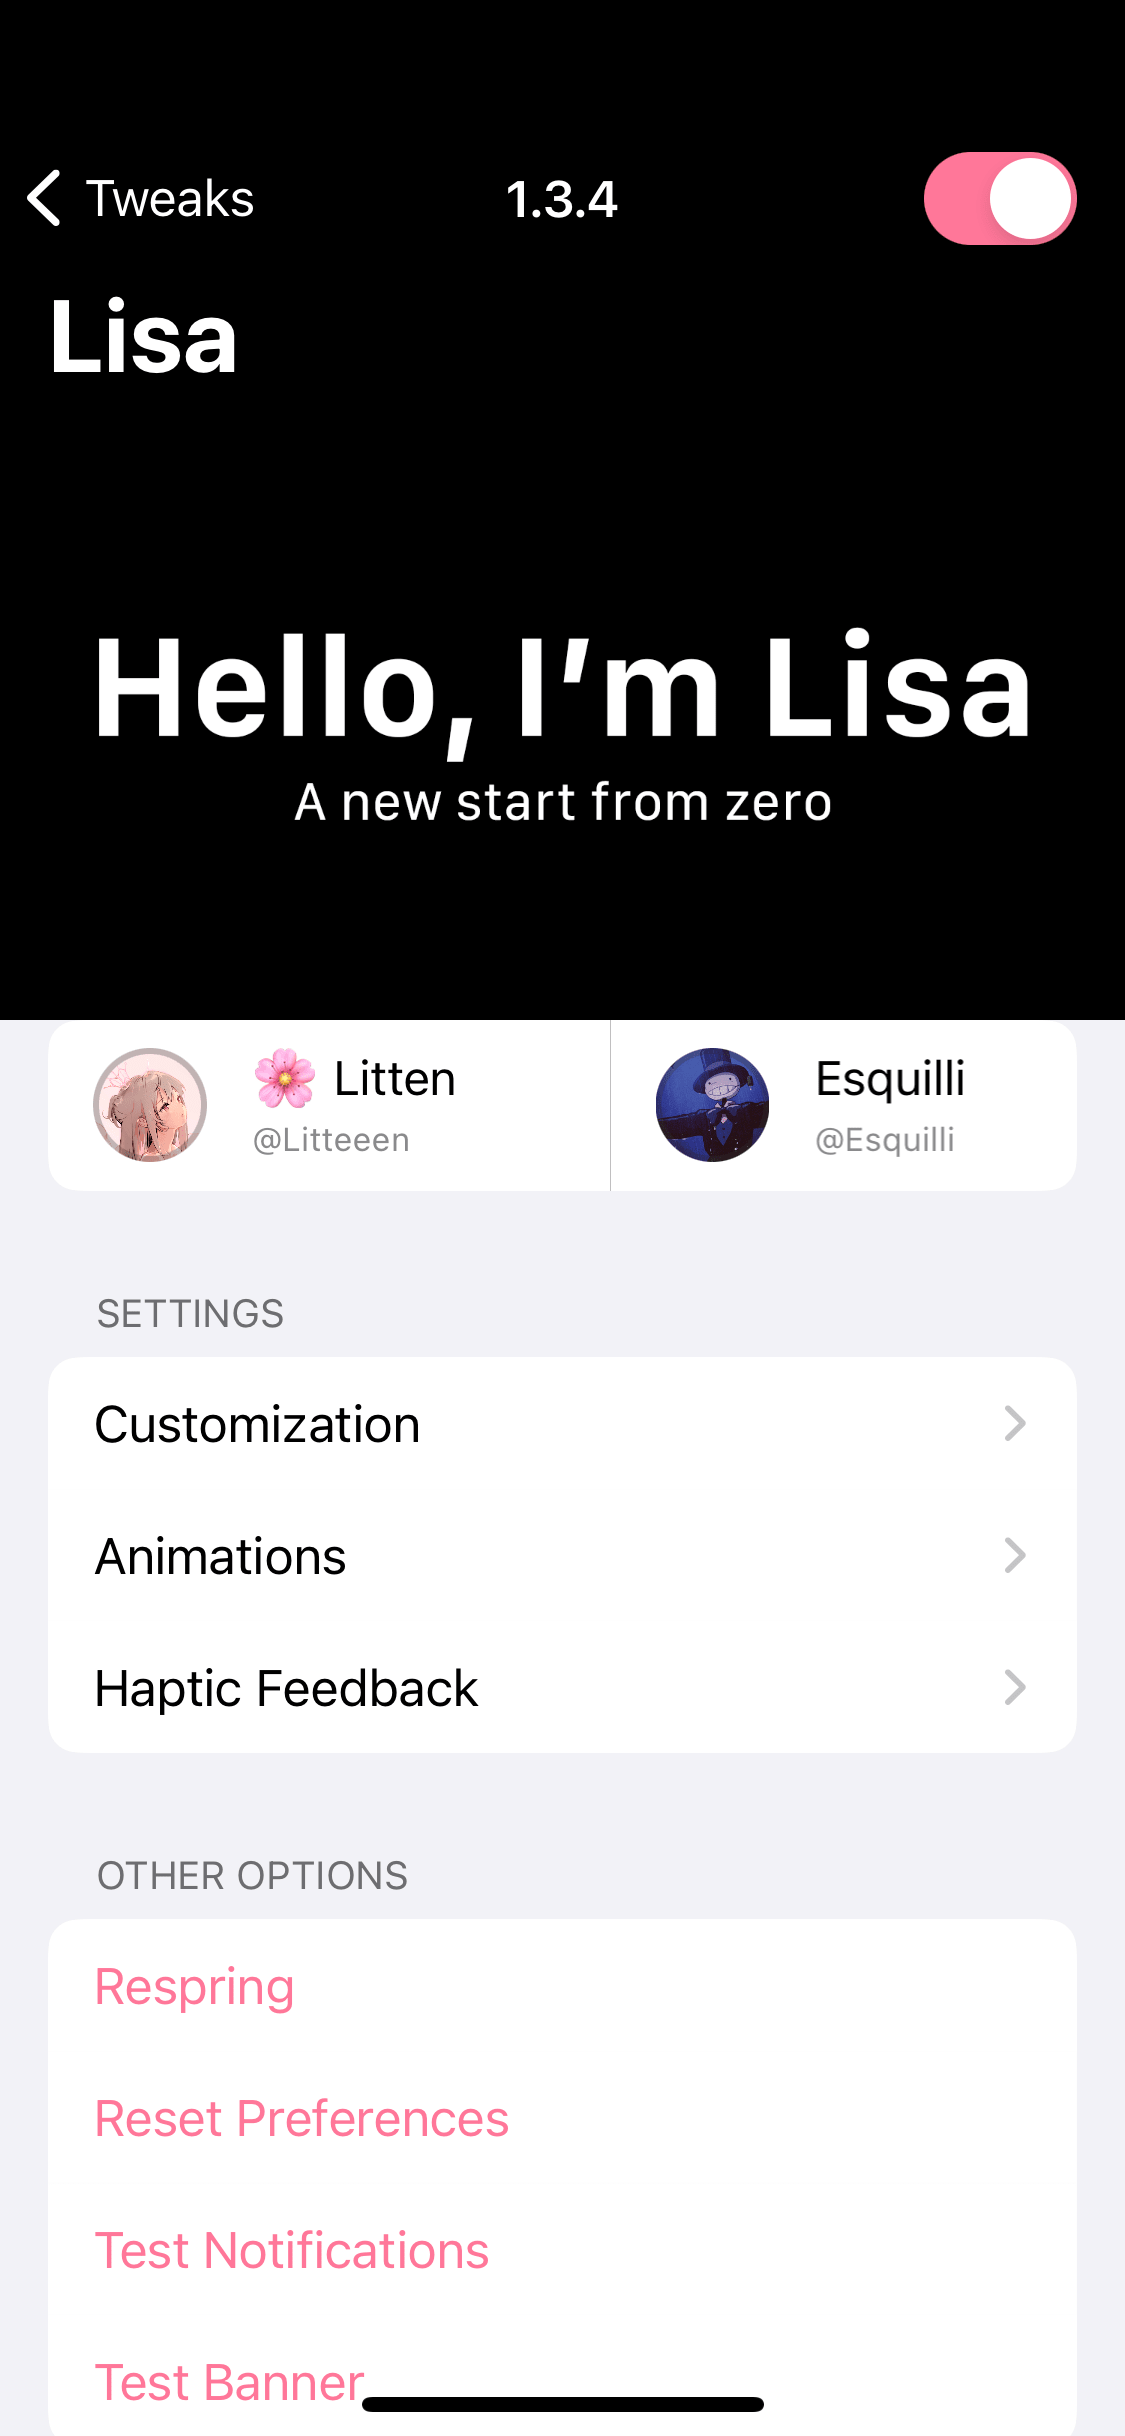 Tweaks
1.3.4
Lisa
Hello, I’m Lisa
A new start from zero
🌸 Litten
@Litteeen
Esquilli
@Esquilli
SETTINGS
Customization
Animations
Haptic Feedback
OTHER OPTIONS
Respring
Reset Preferences
Test Notifications
Test Banner